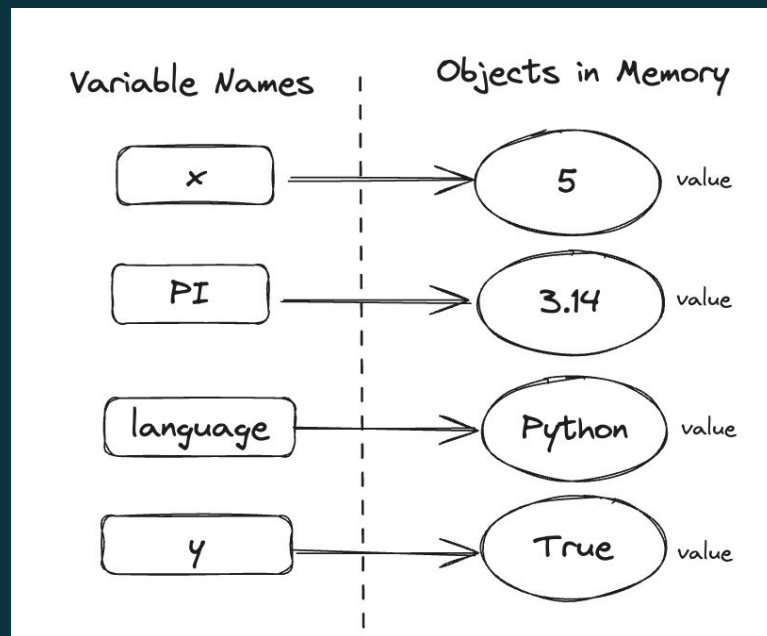 Variable Names
Objects in Memory
x
5
value
PI
3.14
value
language
Python
value
y
True
value